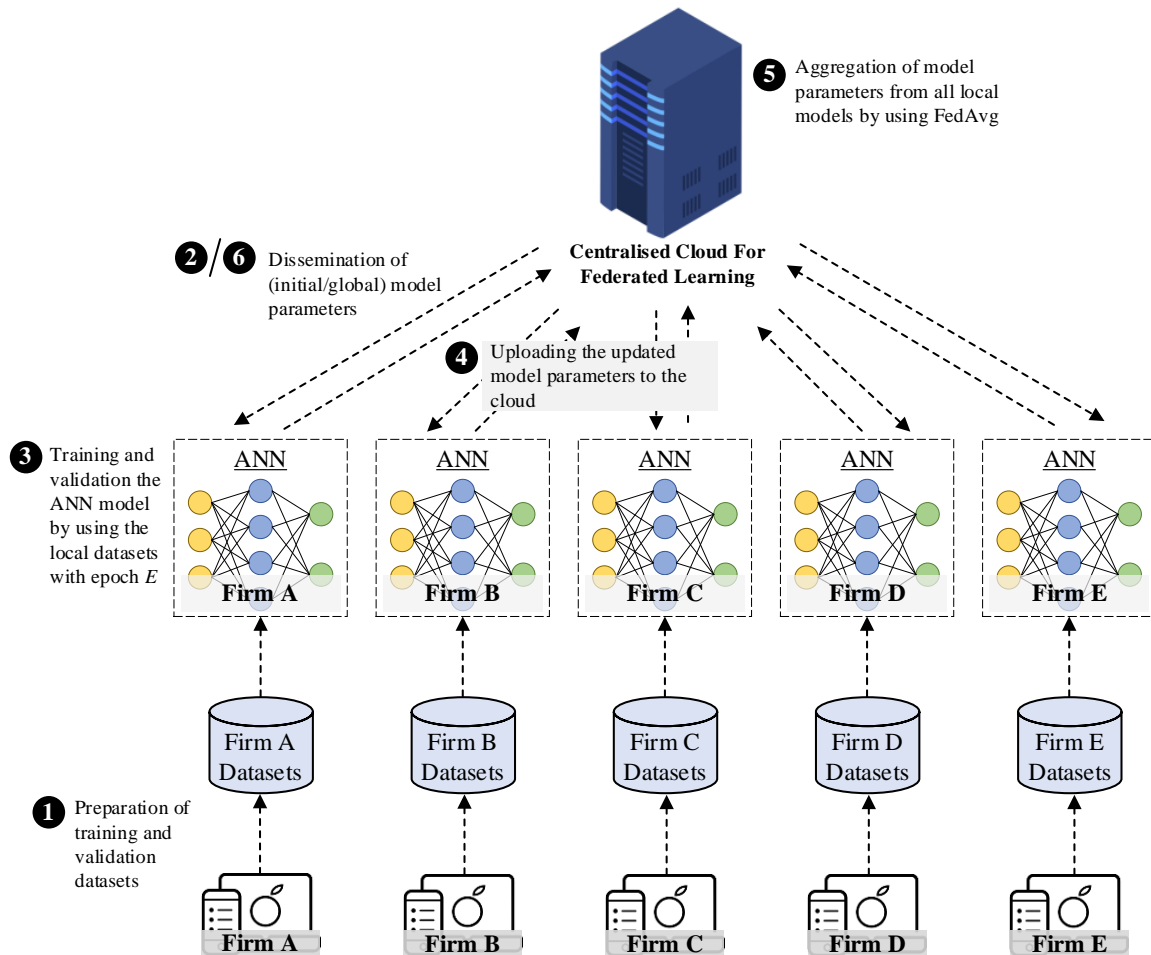 5
Aggregation of model
parameters from all local
models by using FedAvg
Centralised Cloud For
Federated Learning
2/6
Dissemination of
(initial/global) model
parameters
4
Uploading the updated
model parameters to the
cloud
3
Training and
validation the
ANN model
by using the
local datasets
with epoch E
ANN
Firm A
ANN
Firm B
ANN
Firm C
ANN
Firm D
ANN
Firm E
Firm A
Datasets
Firm B
Datasets
Firm C
Datasets
Firm D
Datasets
Firm E
Datasets
1
Preparation of
training and
validation
datasets
Firm A
Firm B
Firm C
Firm D
Firm E